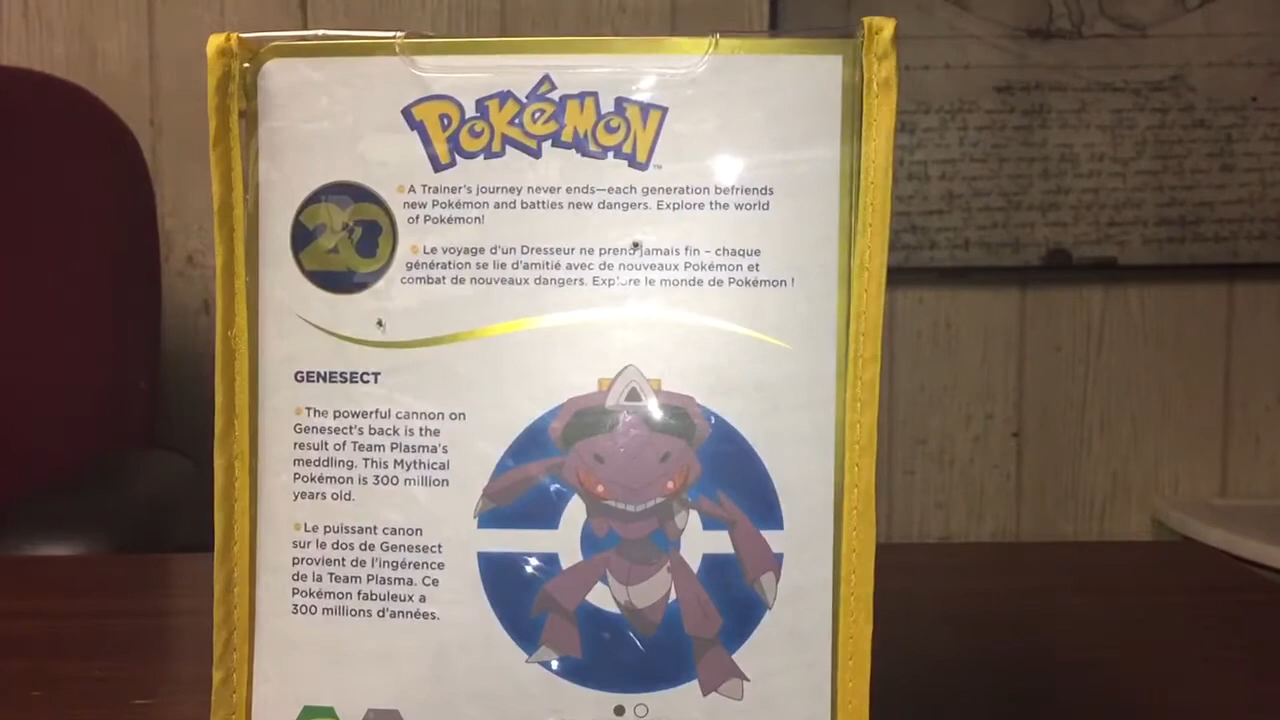 POKéMON
TM
20
A Trainer's journey never ends—each generation befriends
new Pokémon and battles new dangers. Explore the world
of Pokémon!
Le voyage d'un Dresseur ne prend jamais fin – chaque
génération se lie d'amitié avec de nouveaux Pokémon et
combat de nouveaux dangers. Explore le monde de Pokémon !
GENESECT
The powerful cannon on
Genesect's back is the
result of Team Plasma's
meddling. This Mythical
Pokémon is 300 million
years old.
Le puissant canon
sur le dos de Genesect
provient de l'ingérence
de la Team Plasma. Ce
Pokémon fabuleux a
300 millions d'années.